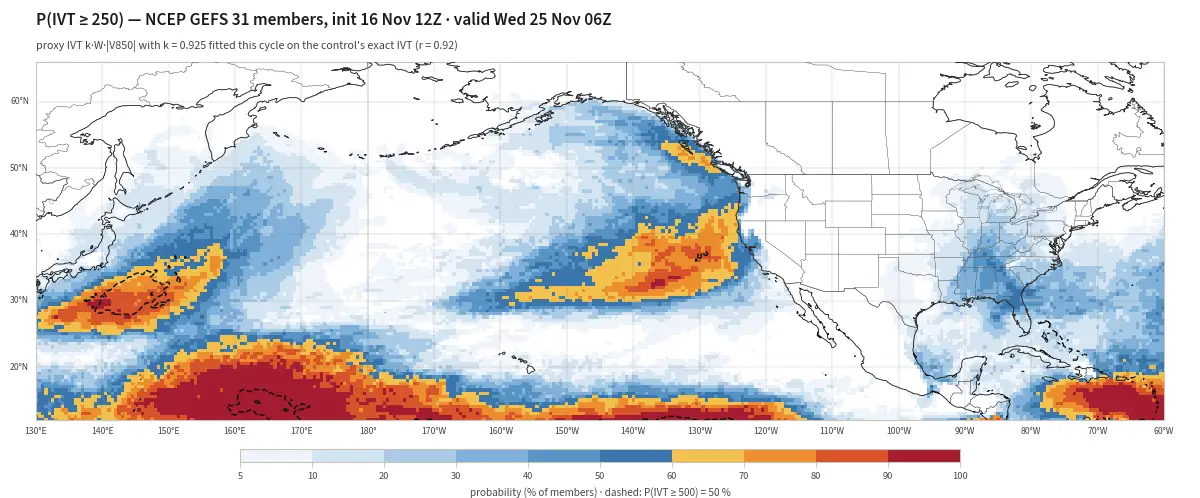 P(IVT ≥ 250) — NCEP GEFS 31 members, init 16 Nov 12Z · valid Wed 25 Nov 06Z
proxy IVT k·W·|V850| with k = 0.925 fitted this cycle on the control's exact IVT (r = 0.92)
60°N
50°N
40°N
30°N
20°N
130°E 140°E 150°E 160°E 170°E 180° 170°W 160°W 150°W 140°W 130°W 120°W 110°W 100°W 90°W 80°W 70°W 60°W
5 10 20 30 40 50 60 70 80 90 100
probability (% of members) · dashed: P(IVT ≥ 500) = 50 %